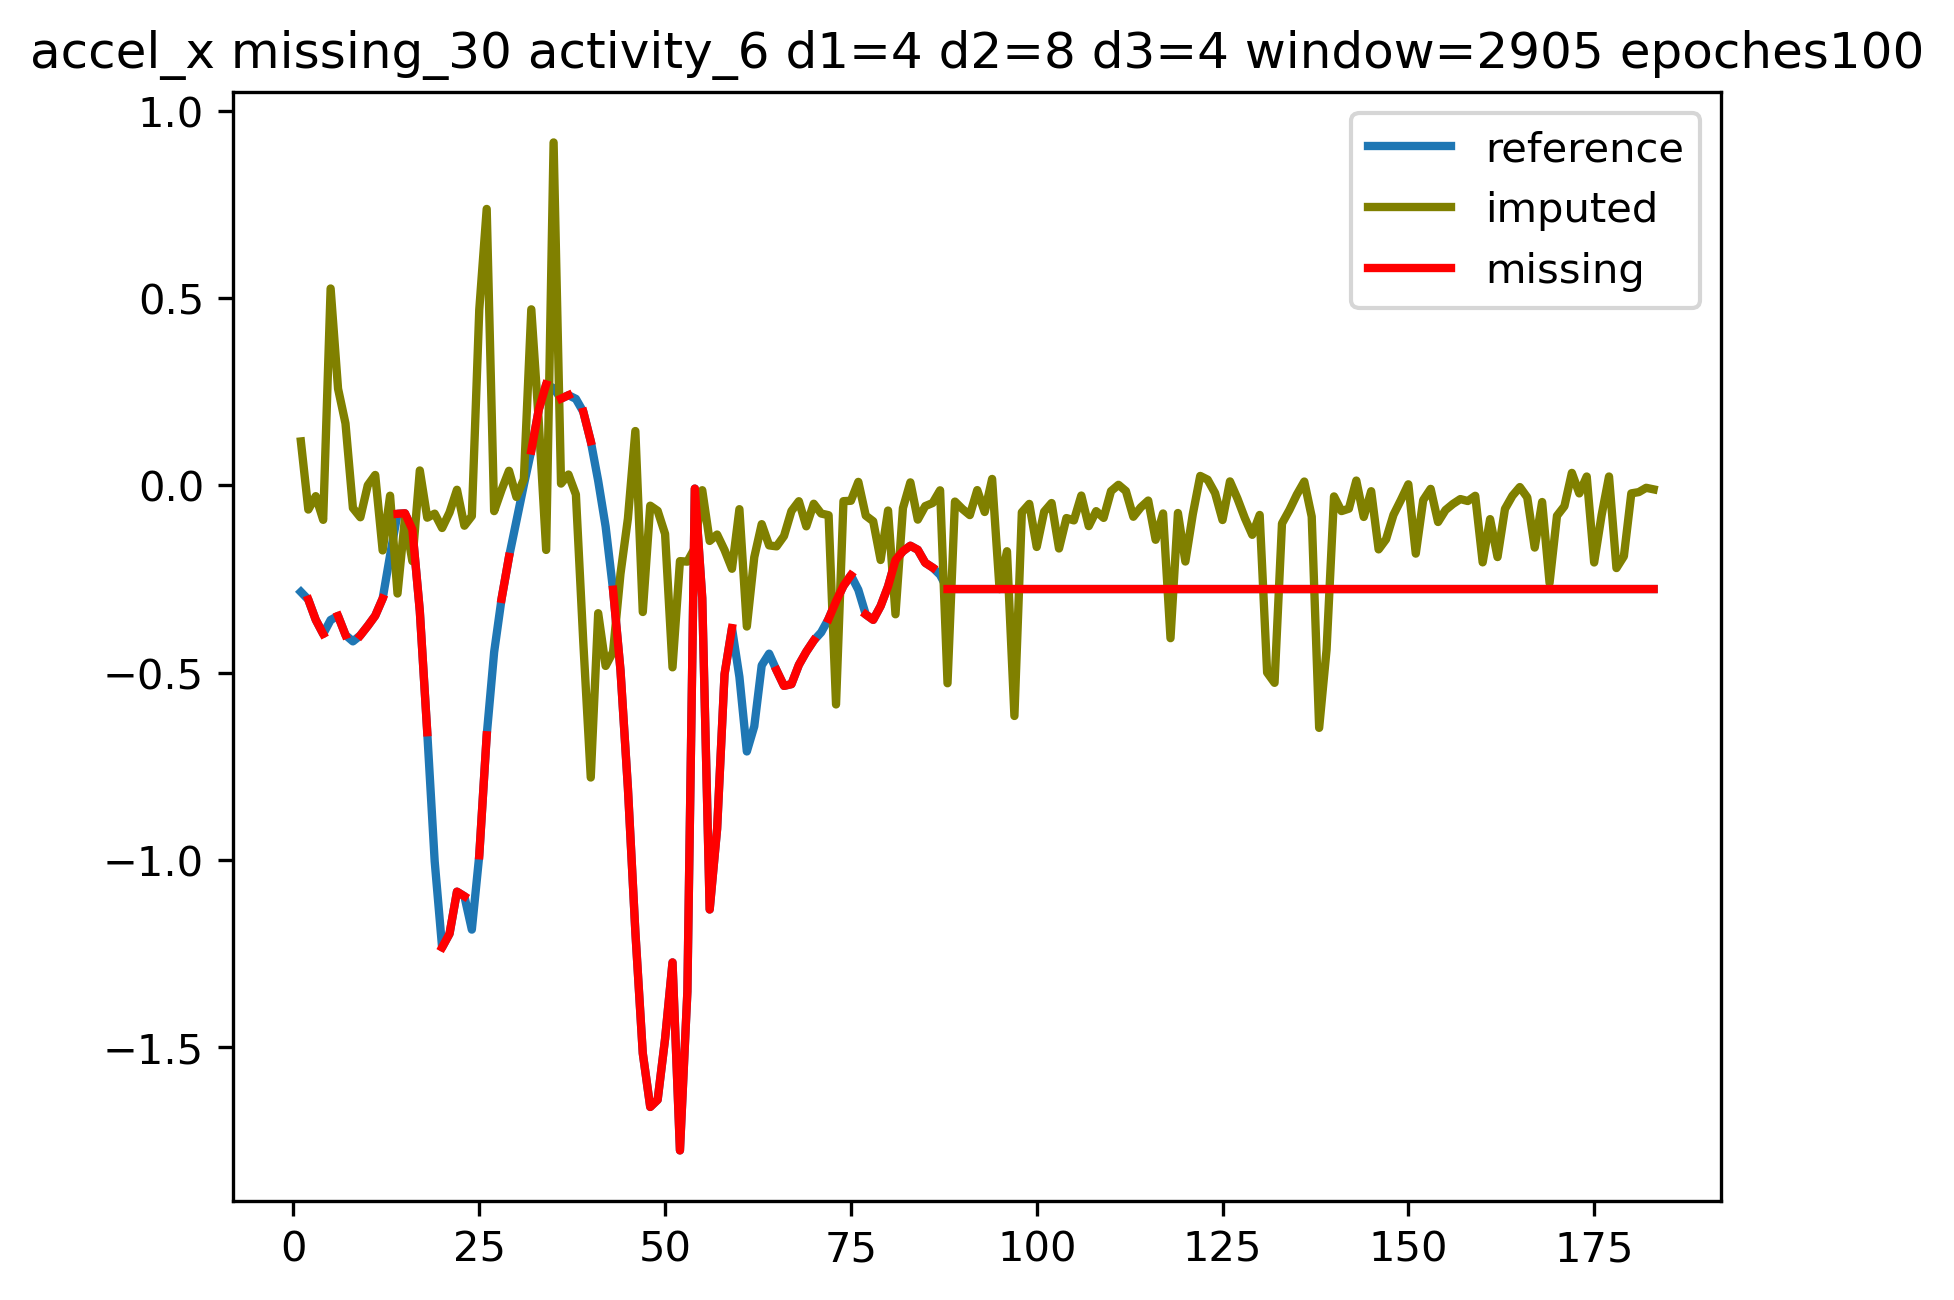 accel_x missing_30 activity_6 d1=4 d2=8 d3=4 window=2905 epoches100
1.0
0.5
0.0
−0.5
−1.0
−1.5
reference
imputed
missing
0 25 50 75 100 125 150 175